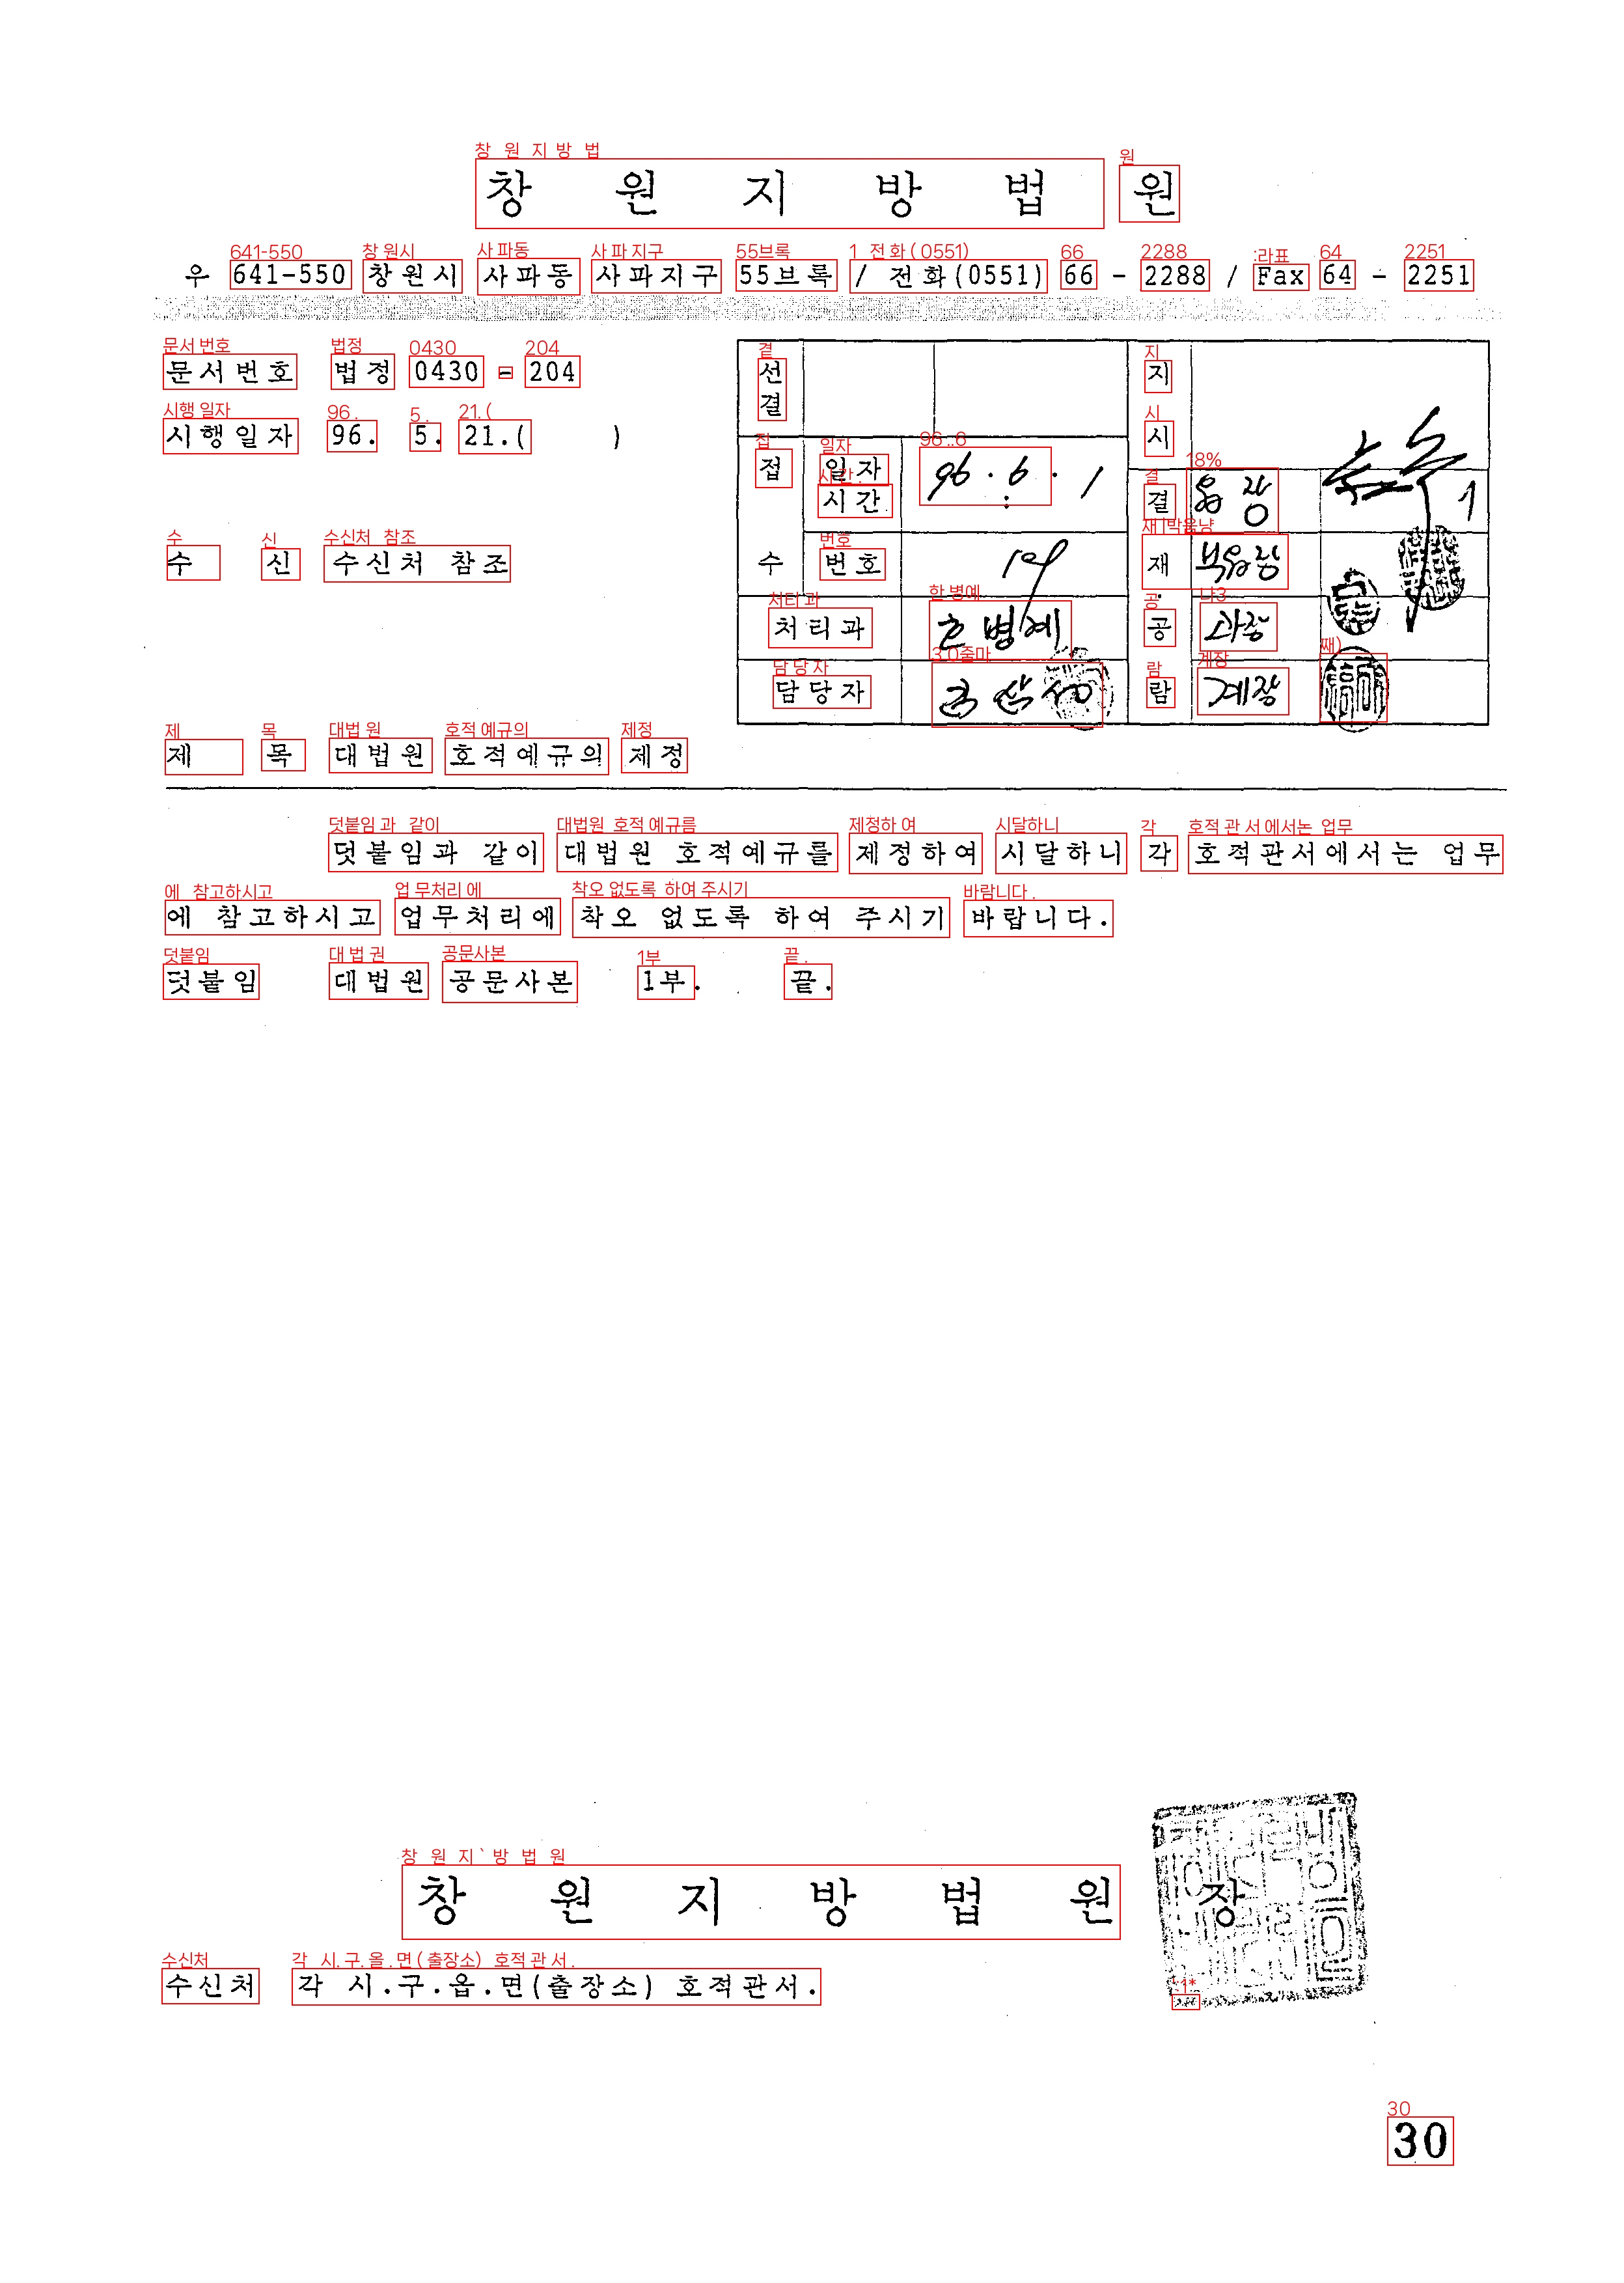 창 원 지 방 법 원
우 641-550 창원시 사파동 사파지구 55브록 / 전화(0551) 66 - 2288 / Fax 64 - 2251
문서번호 법정 0430 - 204
시행일자 96. 5. 21.( )
수 신 수신처 참조
선결
지시
접수
일자시간 96 . 6 . 1
번호
처리과
담당자
결재
공람
과장
계장
제 목 대법원 호적예규의 제정
덧붙임과 같이 대법원 호적예규를 제정하여 시달하니 각 호적관서에서는 업무
에 참고하시고 업무처리에 착오 없도록 하여 주시기 바랍니다.
덧붙임 대법원 공문사본 1부. 끝.
창 원 지 방 법 원 장
수신처 각 시.구.읍.면(출장소) 호적관서.
30